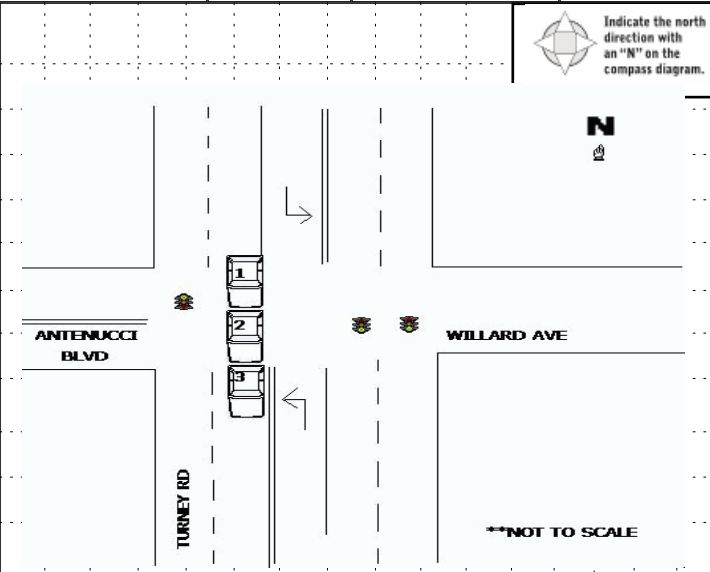 Indicate the north
direction with
an “N” on the
compass diagram.
N
1
2
3
ANTENUCCI
BLVD
WILLARD AVE
TURNEY RD
**NOT TO SCALE